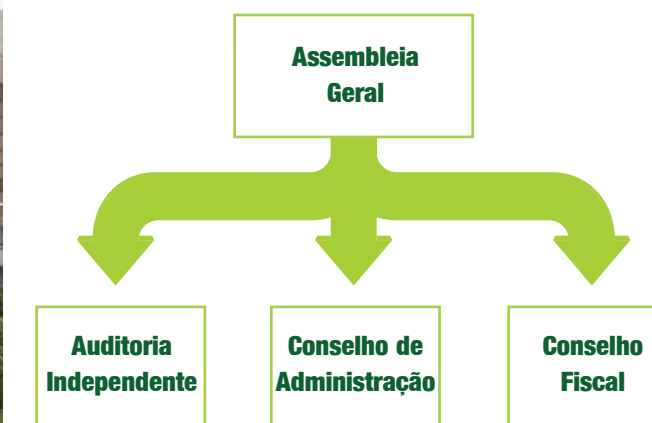 Assembleia
Geral
Auditoria
Independente
Conselho de
Administração
Conselho
Fiscal